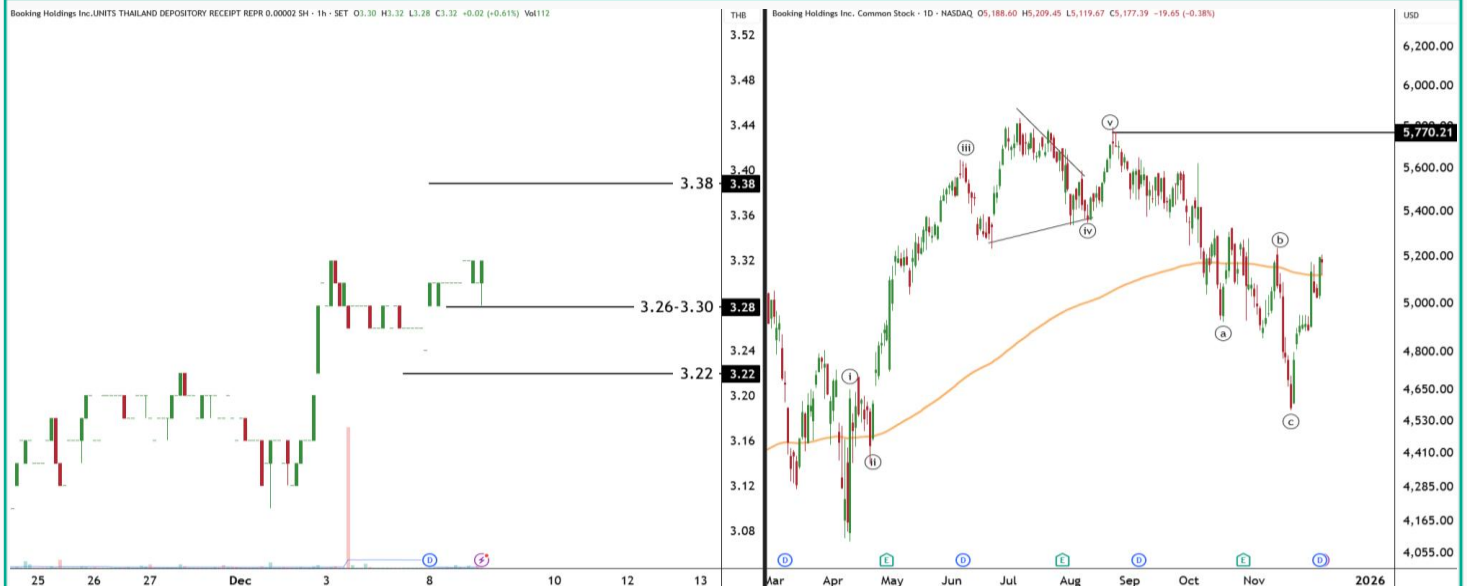 Booking Holdings Inc.UNITS THAILAND DEPOSITORY RECEIPT REPR 0.00002 SH · 1h · SET O3.30 H3.32 L3.28 C3.32 +0.02 (+0.61%) Vol112
THB
3.52
3.48
3.44
3.40
3.38 3.38
3.36
3.32
3.26-3.30 3.28
3.24
3.22 3.22
3.20
3.16
3.12
3.08
D
25 26 27 Dec 3 8 10 12 13
Booking Holdings Inc. Common Stock · 1D · NASDAQ O5,188.60 H5,209.45 L5,119.67 C5,177.39 −19.65 (−0.38%)
USD
6,200.00
6,000.00
5,770.21
5,600.00
5,400.00
5,200.00
5,000.00
4,800.00
4,650.00
4,530.00
4,410.00
4,285.00
4,165.00
4,055.00
i
ii
iii
iv
v
a
b
c
D E D E D E D
Mar Apr May Jun Jul Aug Sep Oct Nov 2026